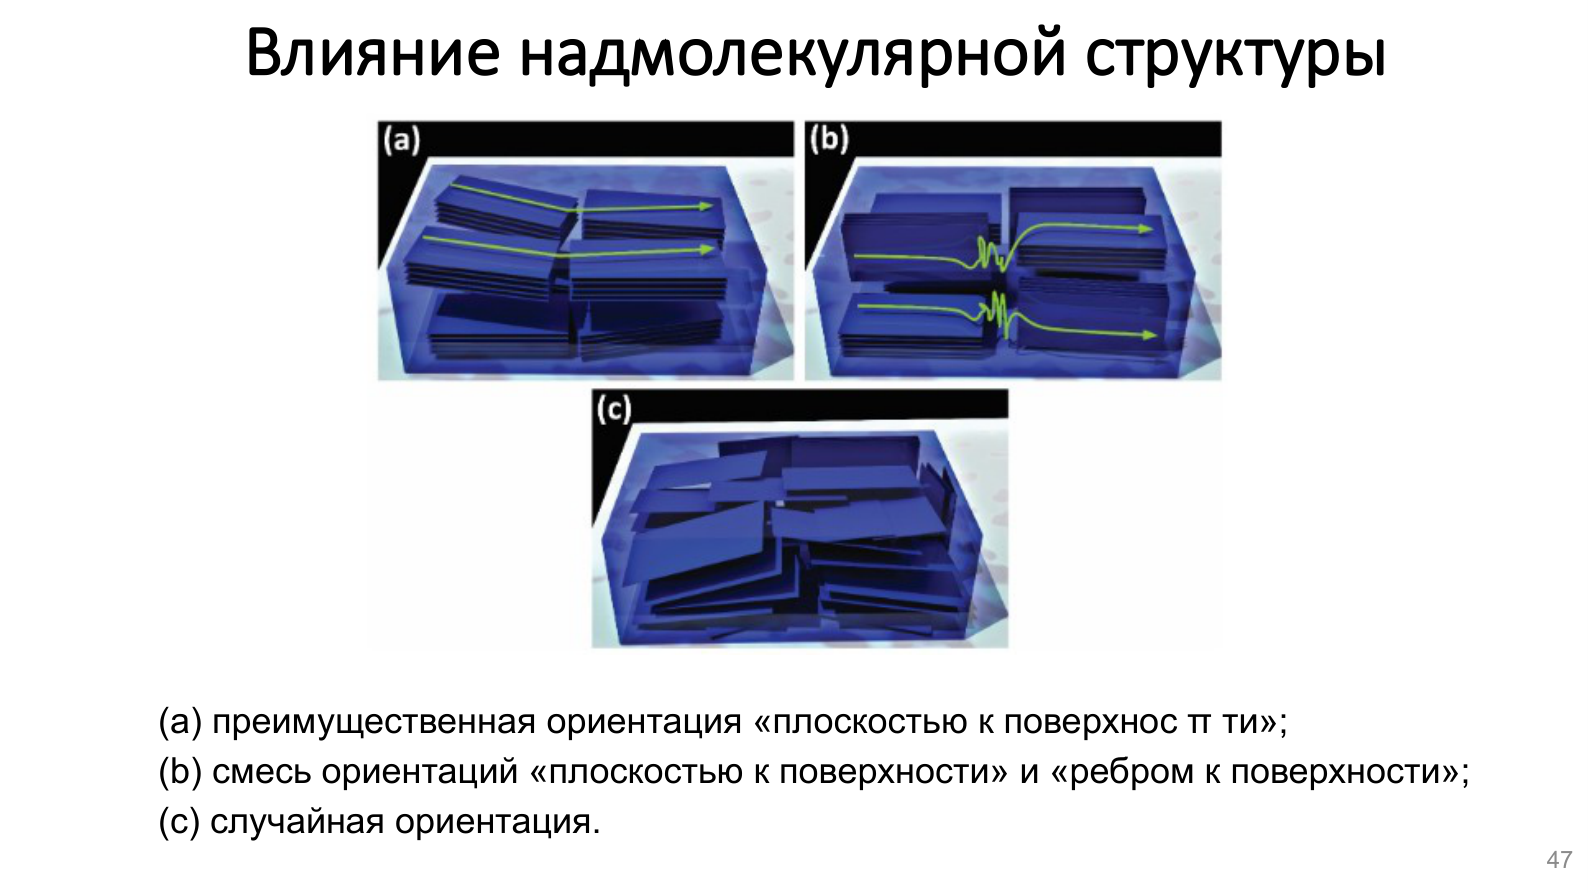 Влияние надмолекулярной структуры
(a)
(b)
(c)
(a) преимущественная ориентация «плоскостью к поверхнос π ти»;
(b) смесь ориентаций «плоскостью к поверхности» и «ребром к поверхности»;
(c) случайная ориентация.
47